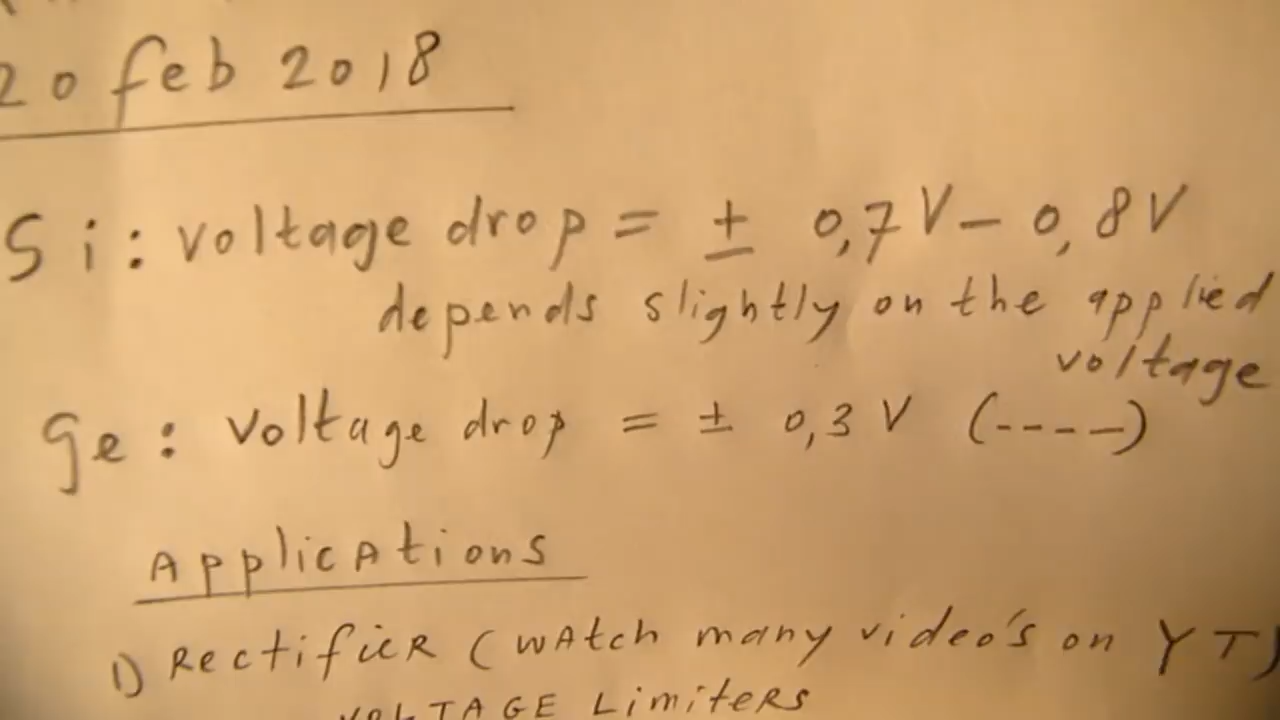 20 feb 2018
Si: voltage drop = ± 0,7V - 0,8V
depends slightly on the applied
voltage
ge: voltage drop = ± 0,3 V (----)
Applications
1) Rectifier (watch many video's on YT)
VOLTAGE Limiters